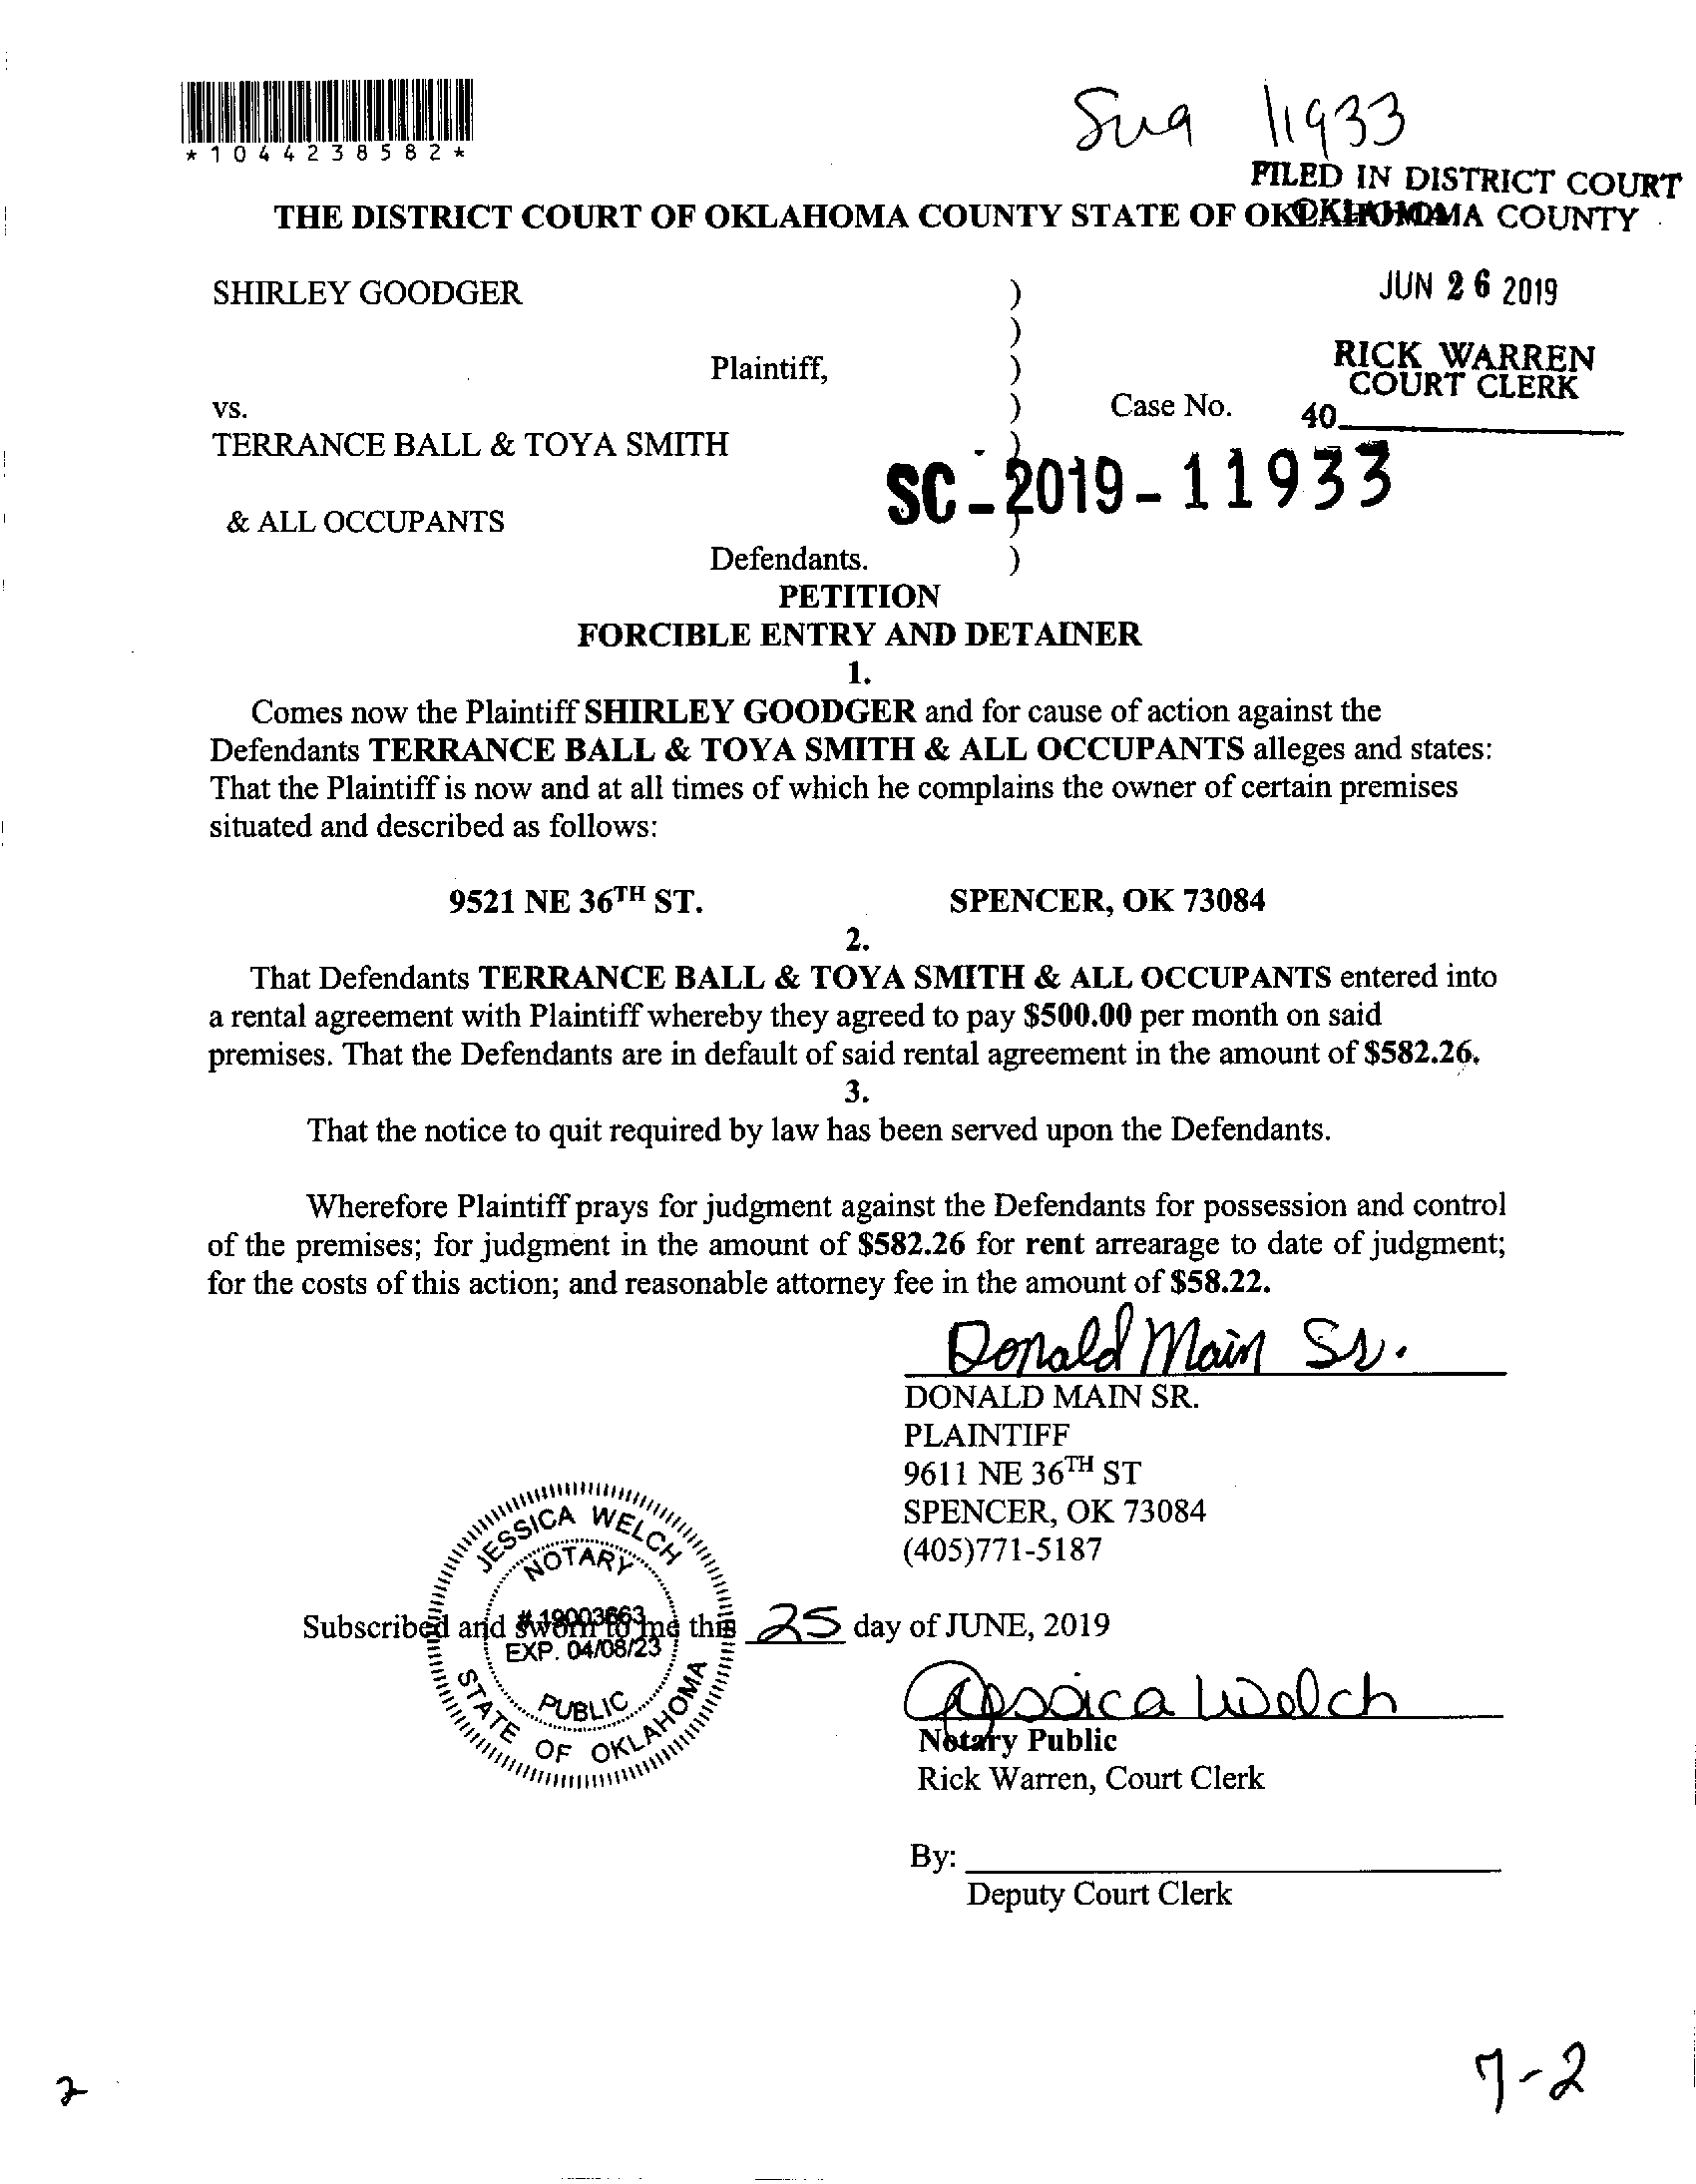 *1044238582*
11933
FILED IN DISTRICT COURT
OKLAHOMA COUNTY
THE DISTRICT COURT OF OKLAHOMA COUNTY STATE OF OKLAHOMA
SHIRLEY GOODGER )
JUN 26 2019
)
Plaintiff, )
RICK WARREN
COURT CLERK
vs. ) Case No. 40
TERRANCE BALL & TOYA SMITH )
SC-2019-11933
& ALL OCCUPANTS )
Defendants. )
PETITION
FORCIBLE ENTRY AND DETAINER
1.
Comes now the Plaintiff SHIRLEY GOODGER and for cause of action against the
Defendants TERRANCE BALL & TOYA SMITH & ALL OCCUPANTS alleges and states:
That the Plaintiff is now and at all times of which he complains the owner of certain premises
situated and described as follows:
9521 NE 36TH ST. SPENCER, OK 73084
2.
That Defendants TERRANCE BALL & TOYA SMITH & ALL OCCUPANTS entered into
a rental agreement with Plaintiff whereby they agreed to pay $500.00 per month on said
premises. That the Defendants are in default of said rental agreement in the amount of $582.26.
3.
That the notice to quit required by law has been served upon the Defendants.
Wherefore Plaintiff prays for judgment against the Defendants for possession and control
of the premises; for judgment in the amount of $582.26 for rent arrearage to date of judgment;
for the costs of this action; and reasonable attorney fee in the amount of $58.22.
Donald Main Sr.
DONALD MAIN SR.
PLAINTIFF
9611 NE 36TH ST
SPENCER, OK 73084
(405)771-5187
JESSICA WELCH
NOTARY
# 19003663
EXP. 04/08/23
PUBLIC
STATE OF OKLAHOMA
Subscribed and sworn to me this 25 day of JUNE, 2019
Jessica Welch
Notary Public
Rick Warren, Court Clerk
By:
Deputy Court Clerk
7-2
2